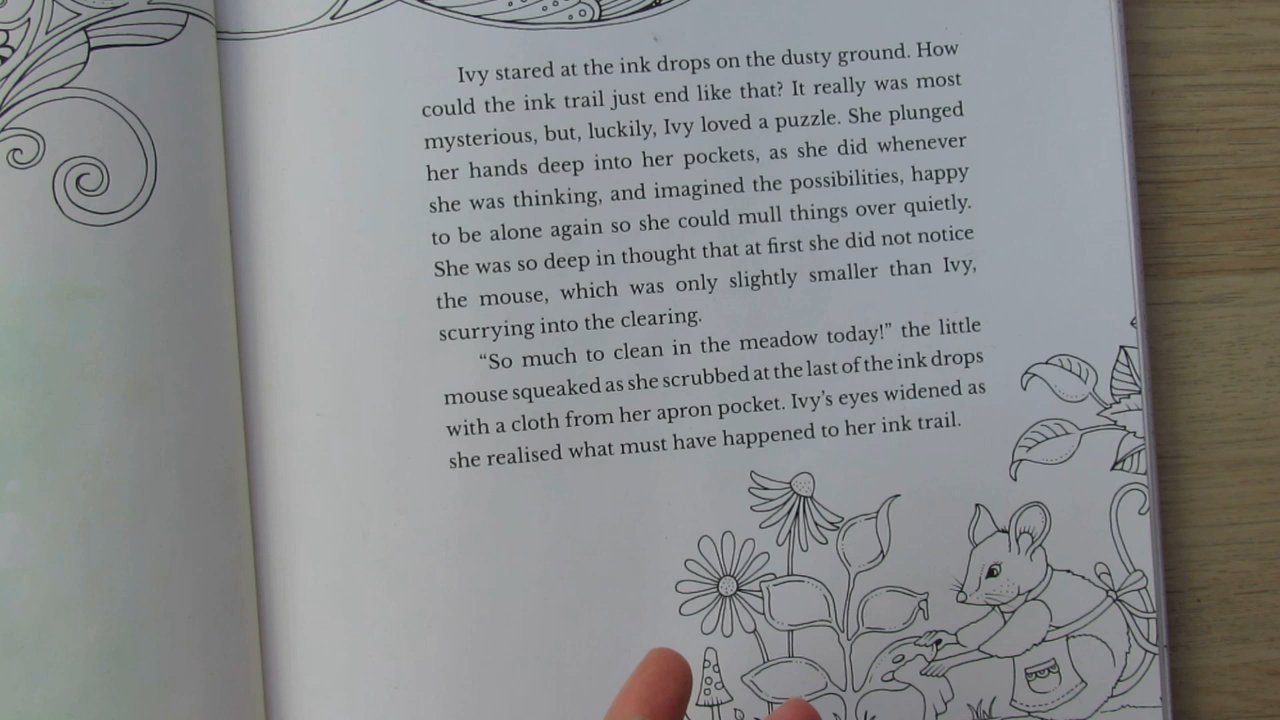 Ivy stared at the ink drops on the dusty ground. How
could the ink trail just end like that? It really was most
mysterious, but, luckily, Ivy loved a puzzle. She plunged
her hands deep into her pockets, as she did whenever
she was thinking, and imagined the possibilities, happy
to be alone again so she could mull things over quietly.
She was so deep in thought that at first she did not notice
the mouse, which was only slightly smaller than Ivy,
scurrying into the clearing.
“So much to clean in the meadow today!” the little
mouse squeaked as she scrubbed at the last of the ink drops
with a cloth from her apron pocket. Ivy’s eyes widened as
she realised what must have happened to her ink trail.